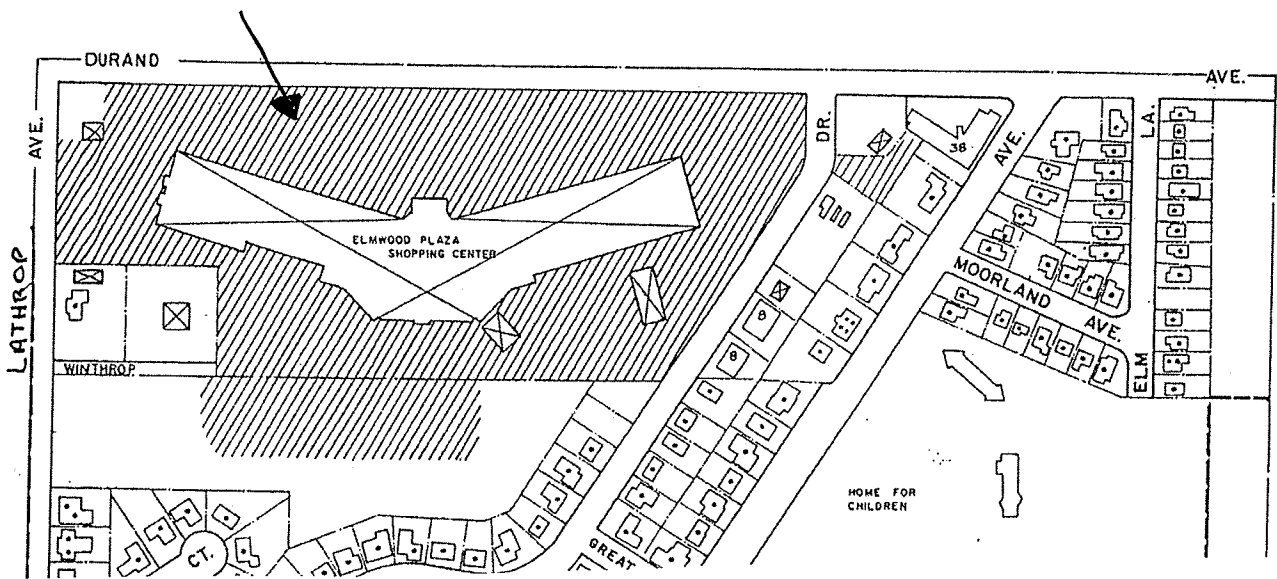 DURAND
AVE.
AVE.
LATHROP
DR.
AVE.
LA.
38
ELMWOOD PLAZA
SHOPPING CENTER
MOORLAND
AVE.
ELM
8
8
WINTHROP
HOME FOR
CHILDREN
GREAT
CT.